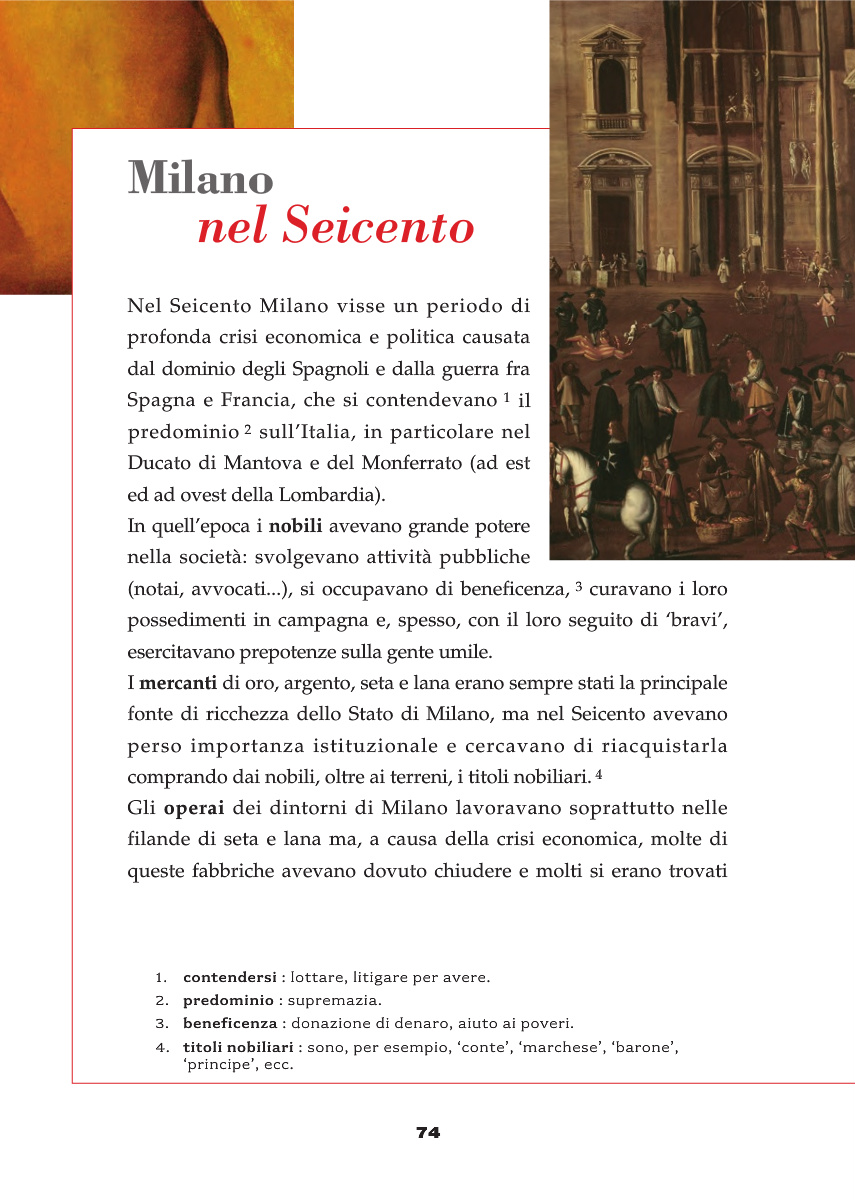 Milano
nel Seicento
Nel Seicento Milano visse un periodo di
profonda crisi economica e politica causata
dal dominio degli Spagnoli e dalla guerra fra
Spagna e Francia, che si contendevano 1 il
predominio 2 sull’Italia, in particolare nel
Ducato di Mantova e del Monferrato (ad est
ed ad ovest della Lombardia).
In quell’epoca i nobili avevano grande potere
nella società: svolgevano attività pubbliche
(notai, avvocati...), si occupavano di beneficenza, 3 curavano i loro
possedimenti in campagna e, spesso, con il loro seguito di ‘bravi’,
esercitavano prepotenze sulla gente umile.
I mercanti di oro, argento, seta e lana erano sempre stati la principale
fonte di ricchezza dello Stato di Milano, ma nel Seicento avevano
perso importanza istituzionale e cercavano di riacquistarla
comprando dai nobili, oltre ai terreni, i titoli nobiliari. 4
Gli operai dei dintorni di Milano lavoravano soprattutto nelle
filande di seta e lana ma, a causa della crisi economica, molte di
queste fabbriche avevano dovuto chiudere e molti si erano trovati
1. contendersi : lottare, litigare per avere.
2. predominio : supremazia.
3. beneficenza : donazione di denaro, aiuto ai poveri.
4. titoli nobiliari : sono, per esempio, ‘conte’, ‘marchese’, ‘barone’,
‘principe’, ecc.
74